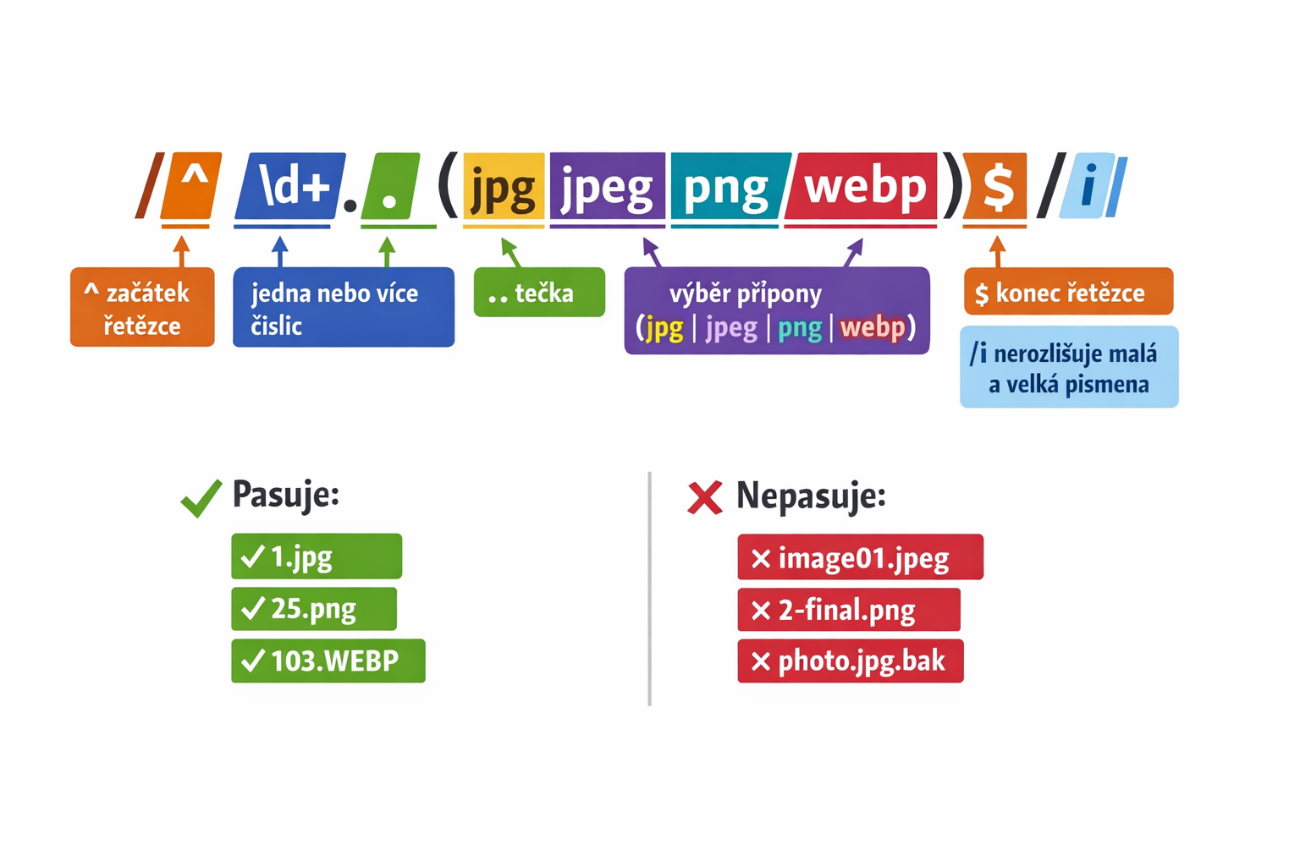 /^ \d+.. (jpg jpeg png/webp)$ /i/
^ začátek
řetězce
jedna nebo více
čislic
.. tečka
výběr přípony
(jpg | jpeg | png | webp)
$ konec řetězce
/i nerozlišuje malá
a velká pismena
✓ Pasuje:
✓ 1.jpg
✓ 25.png
✓ 103.WEBP
✕ Nepasuje:
✕ image01.jpeg
✕ 2-final.png
✕ photo.jpg.bak